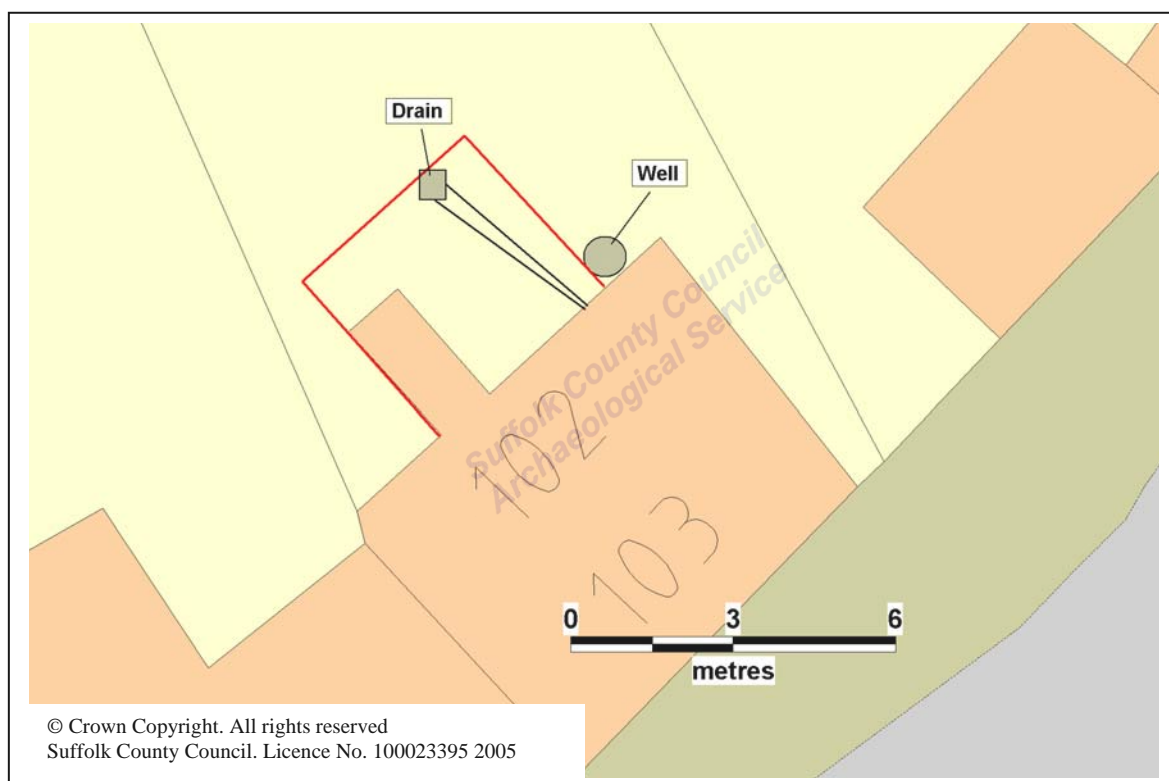 Drain
Well
Suffolk County Council
Archaeological Service
102
103
0 3 6
metres
© Crown Copyright. All rights reserved
Suffolk County Council. Licence No. 100023395 2005